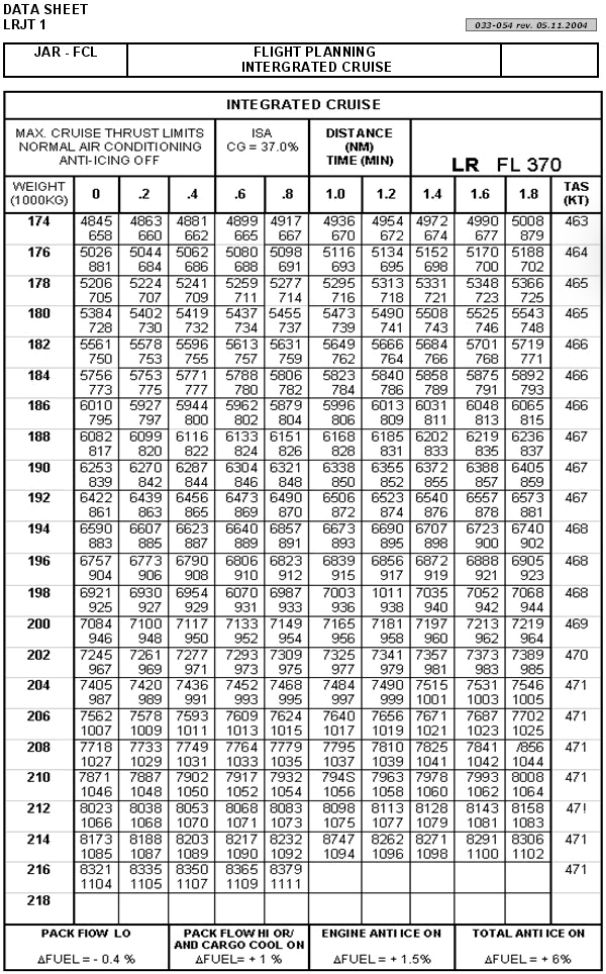 DATA SHEET
LRJT 1
033-054 rev. 05.11.2004
JAR - FCL
FLIGHT PLANNING
INTERGRATED CRUISE
INTEGRATED CRUISE
MAX. CRUISE THRUST LIMITS
NORMAL AIR CONDITIONING
ANTI-ICING OFF
ISA
CG = 37.0%
DISTANCE
(NM)
TIME (MIN)
LR FL 370
WEIGHT
(1000KG)
0 .2 .4 .6 .8 1.0 1.2 1.4 1.6 1.8
TAS
(KT)
174 4845 4863 4881 4899 4917 4936 4954 4972 4990 5008 463
658 660 662 665 667 670 672 674 677 879
176 5026 5044 5062 5080 5098 5116 5134 5152 5170 5188 464
881 684 686 688 691 693 695 698 700 702
178 5206 5224 5241 5259 5277 5295 5313 5331 5348 5366 465
705 707 709 711 714 716 718 721 723 725
180 5384 5402 5419 5437 5455 5473 5490 5508 5525 5543 465
728 730 732 734 737 739 741 743 746 748
182 5561 5578 5596 5613 5631 5649 5666 5684 5701 5719 466
750 753 755 757 759 762 764 766 768 771
184 5756 5753 5771 5788 5806 5823 5840 5858 5875 5892 466
773 775 777 780 782 784 786 789 791 793
186 6010 5927 5944 5962 5879 5996 6013 6031 6048 6065 466
795 797 800 802 804 806 809 811 813 815
188 6082 6099 6116 6133 6151 6168 6185 6202 6219 6236 467
817 820 822 824 826 828 831 833 835 837
190 6253 6270 6287 6304 6321 6338 6355 6372 6388 6405 467
839 842 844 846 848 850 852 855 857 859
192 6422 6439 6456 6473 6490 6506 6523 6540 6557 6573 467
861 863 865 869 870 872 874 876 878 881
194 6590 6607 6623 6640 6857 6673 6690 6707 6723 6740 468
883 885 887 889 891 893 895 898 900 902
196 6757 6773 6790 6806 6823 6839 6856 6872 6888 6905 468
904 906 908 910 912 915 917 919 921 923
198 6921 6930 6954 6070 6987 7003 1011 7035 7052 7068 468
925 927 929 931 933 936 938 940 942 944
200 7084 7100 7117 7133 7149 7165 7181 7197 7213 7219 469
946 948 950 952 954 956 958 960 962 964
202 7245 7261 7277 7293 7309 7325 7341 7357 7373 7389 470
967 969 971 973 975 977 979 981 983 985
204 7405 7420 7436 7452 7468 7484 7490 7515 7531 7546 471
987 989 991 993 995 997 999 1001 1003 1005
206 7562 7578 7593 7609 7624 7640 7656 7671 7687 7702 471
1007 1009 1011 1013 1015 1017 1019 1021 1023 1025
208 7718 7733 7749 7764 7779 7795 7810 7825 7841 /856 471
1027 1029 1031 1033 1035 1037 1039 1041 1042 1044
210 7871 7887 7902 7917 7932 794S 7963 7978 7993 8008 471
1046 1048 1050 1052 1054 1056 1058 1060 1062 1064
212 8023 8038 8053 8068 8083 8098 8113 8128 8143 8158 47!
1066 1068 1070 1071 1073 1075 1077 1079 1081 1083
214 8173 8188 8203 8217 8232 8747 8262 8271 8291 8306 471
1085 1087 1089 1090 1092 1094 1096 1098 1100 1102
216 8321 8335 8350 8365 8379 471
1104 1105 1107 1109 1111
218
PACK FlOW LO
PACK FLOW HI OR/
AND CARGO COOL ON
ENGINE ANTI ICE ON
TOTAL ANTI ICE ON
ΔFUEL = - 0.4 %
ΔFUEL= + 1 %
ΔFUEL = + 1.5%
ΔFUEL = + 6%